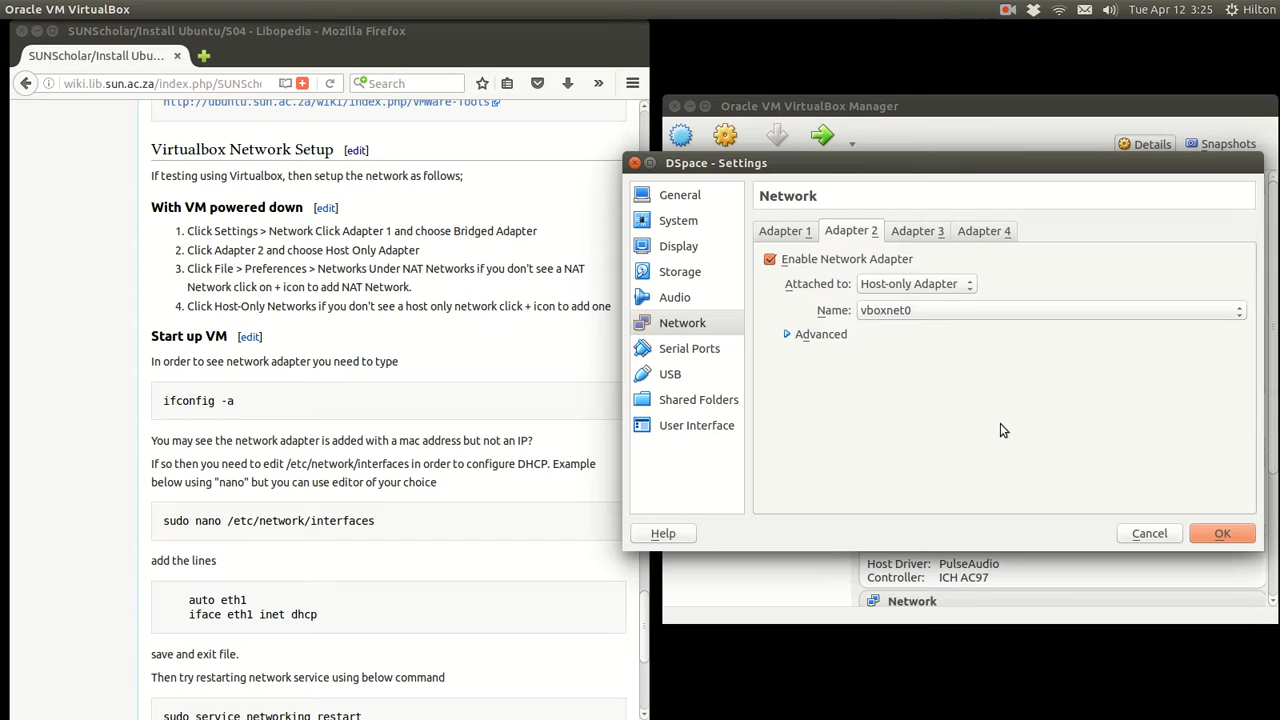 Oracle VM VirtualBox
Tue Apr 12 3:25
Hilton
SUNScholar/Install Ubuntu/S04 - Libopedia - Mozilla Firefox
SUNScholar/Install Ubu...
wiki.lib.sun.ac.za/index.php/SUNSch
Search
http://ubuntu.sun.ac.za/wiki/index.php/VMware-Tools
Virtualbox Network Setup [edit]
If testing using Virtualbox, then setup the network as follows;
With VM powered down [edit]
1. Click Settings > Network Click Adapter 1 and choose Bridged Adapter
2. Click Adapter 2 and choose Host Only Adapter
3. Click File > Preferences > Networks Under NAT Networks if you don't see a NAT
Network click on + icon to add NAT Network.
4. Click Host-Only Networks if you don't see a host only network click + icon to add one
Start up VM [edit]
In order to see network adapter you need to type
ifconfig -a
You may see the network adapter is added with a mac address but not an IP?
If so then you need to edit /etc/network/interfaces in order to configure DHCP. Example
below using "nano" but you can use editor of your choice
sudo nano /etc/network/interfaces
add the lines
auto eth1
iface eth1 inet dhcp
save and exit file.
Then try restarting network service using below command
sudo service networking restart
Oracle VM VirtualBox Manager
Details
Snapshots
DSpace - Settings
General
System
Display
Storage
Audio
Network
Serial Ports
USB
Shared Folders
User Interface
Network
Adapter 1
Adapter 2
Adapter 3
Adapter 4
Enable Network Adapter
Attached to: Host-only Adapter
Name: vboxnet0
Advanced
Help
Cancel
OK
Host Driver: PulseAudio
Controller: ICH AC97
Network